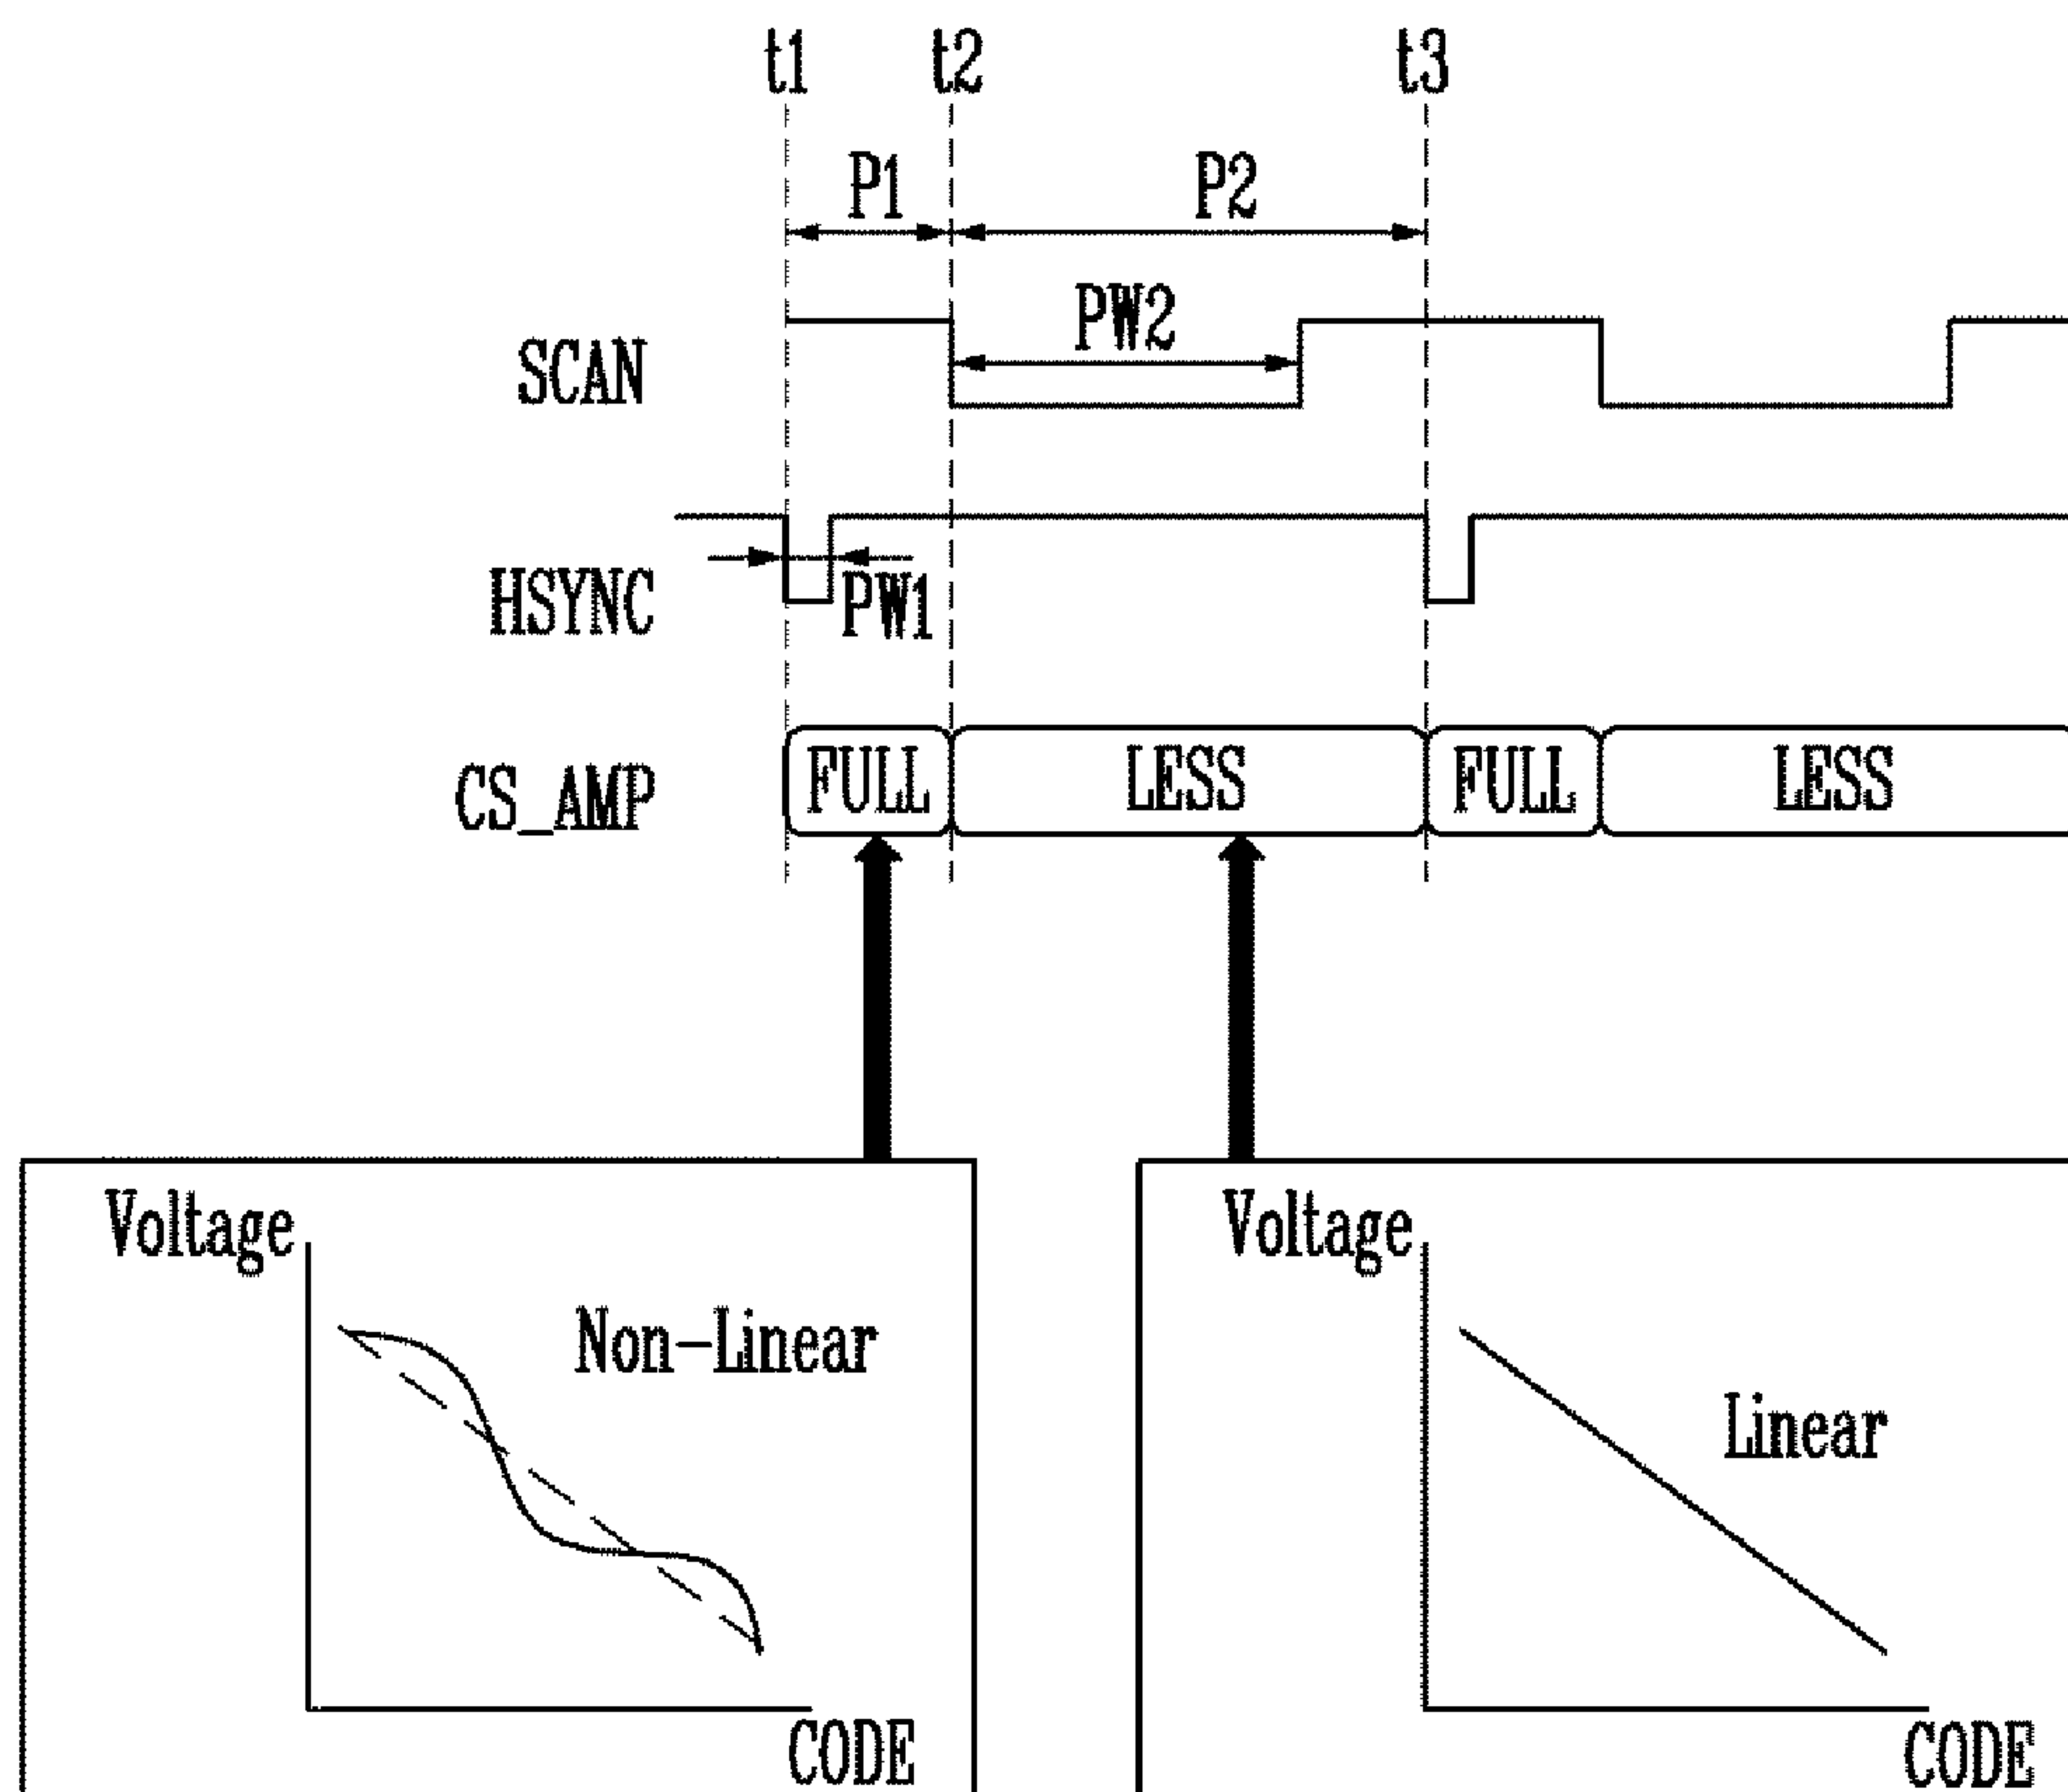 t1 t2 t3
P1 P2
PW2
SCAN
HSYNC
PW1
CS_AMP FULL LESS FULL LESS
Voltage Voltage
Non-Linear
Linear
CODE CODE